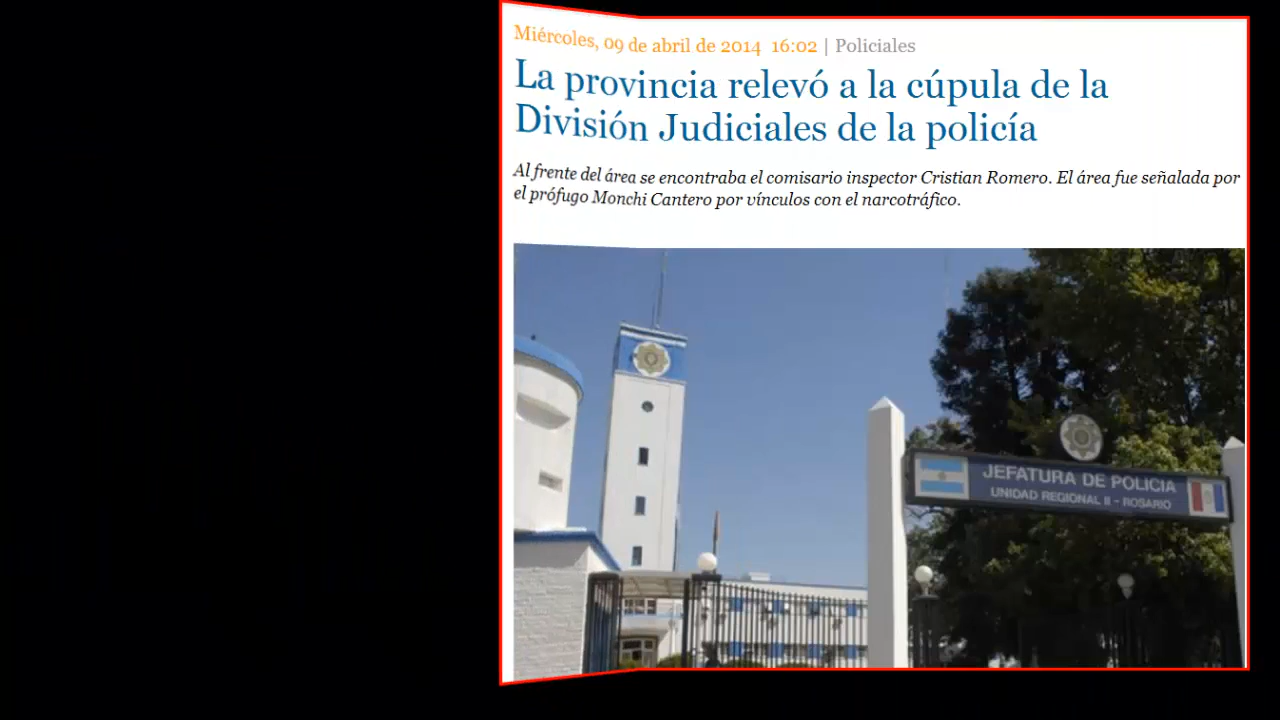 Miércoles, 09 de abril de 2014 16:02 | Policiales
La provincia relevó a la cúpula de la
División Judiciales de la policía
Al frente del área se encontraba el comisario inspector Cristian Romero. El área fue señalada por
el prófugo Monchi Cantero por vínculos con el narcotráfico.
JEFATURA DE POLICIA
UNIDAD REGIONAL II - ROSARIO